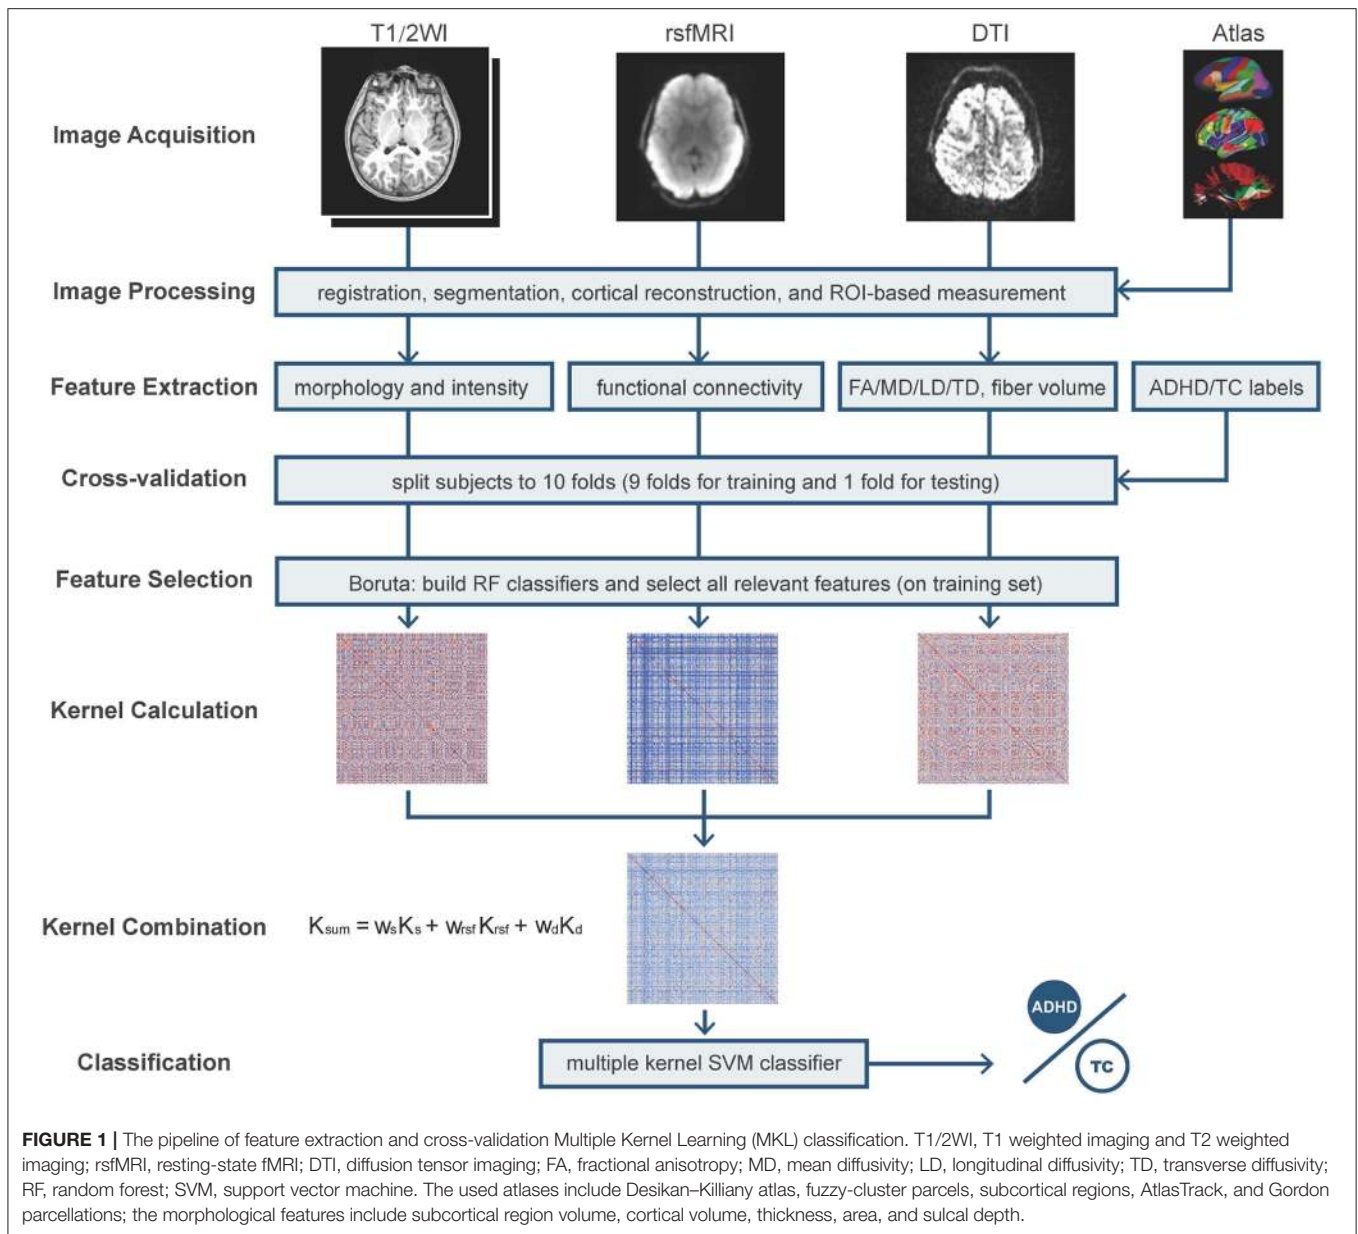 T1/2WI
rsfMRI
DTI
Atlas
Image Acquisition
Image Processing
registration, segmentation, cortical reconstruction, and ROI-based measurement
Feature Extraction
morphology and intensity
functional connectivity
FA/MD/LD/TD, fiber volume
ADHD/TC labels
Cross-validation
split subjects to 10 folds (9 folds for training and 1 fold for testing)
Feature Selection
Boruta: build RF classifiers and select all relevant features (on training set)
Kernel Calculation
Kernel Combination
Ksum = wsKs + wrsfKrsf + wdKd
ADHD
TC
Classification
multiple kernel SVM classifier
FIGURE 1 | The pipeline of feature extraction and cross-validation Multiple Kernel Learning (MKL) classification. T1/2WI, T1 weighted imaging and T2 weighted
imaging; rsfMRI, resting-state fMRI; DTI, diffusion tensor imaging; FA, fractional anisotropy; MD, mean diffusivity; LD, longitudinal diffusivity; TD, transverse diffusivity;
RF, random forest; SVM, support vector machine. The used atlases include Desikan–Killiany atlas, fuzzy-cluster parcels, subcortical regions, AtlasTrack, and Gordon
parcellations; the morphological features include subcortical region volume, cortical volume, thickness, area, and sulcal depth.